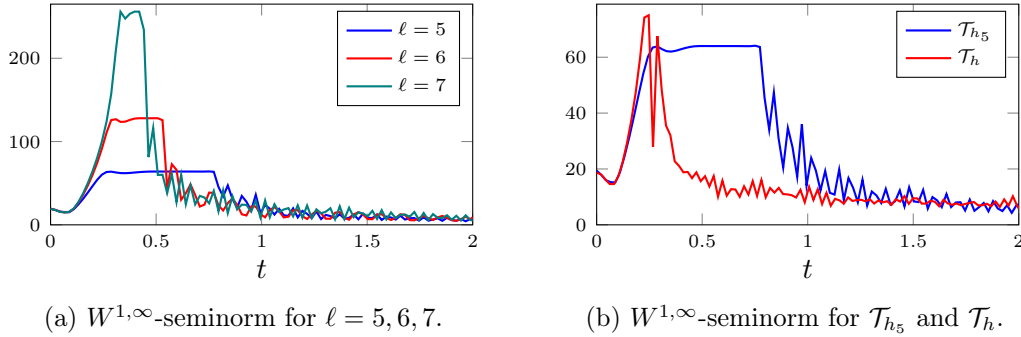 200
100
0
0
0.5
1
1.5
2
t
ℓ = 5
ℓ = 6
ℓ = 7
60
40
20
0
0
0.5
1
1.5
2
t
𝒯_{h_5}
𝒯_h
(a) W^{1,∞}-seminorm for ℓ = 5, 6, 7.
(b) W^{1,∞}-seminorm for 𝒯_{h_5} and 𝒯_h.